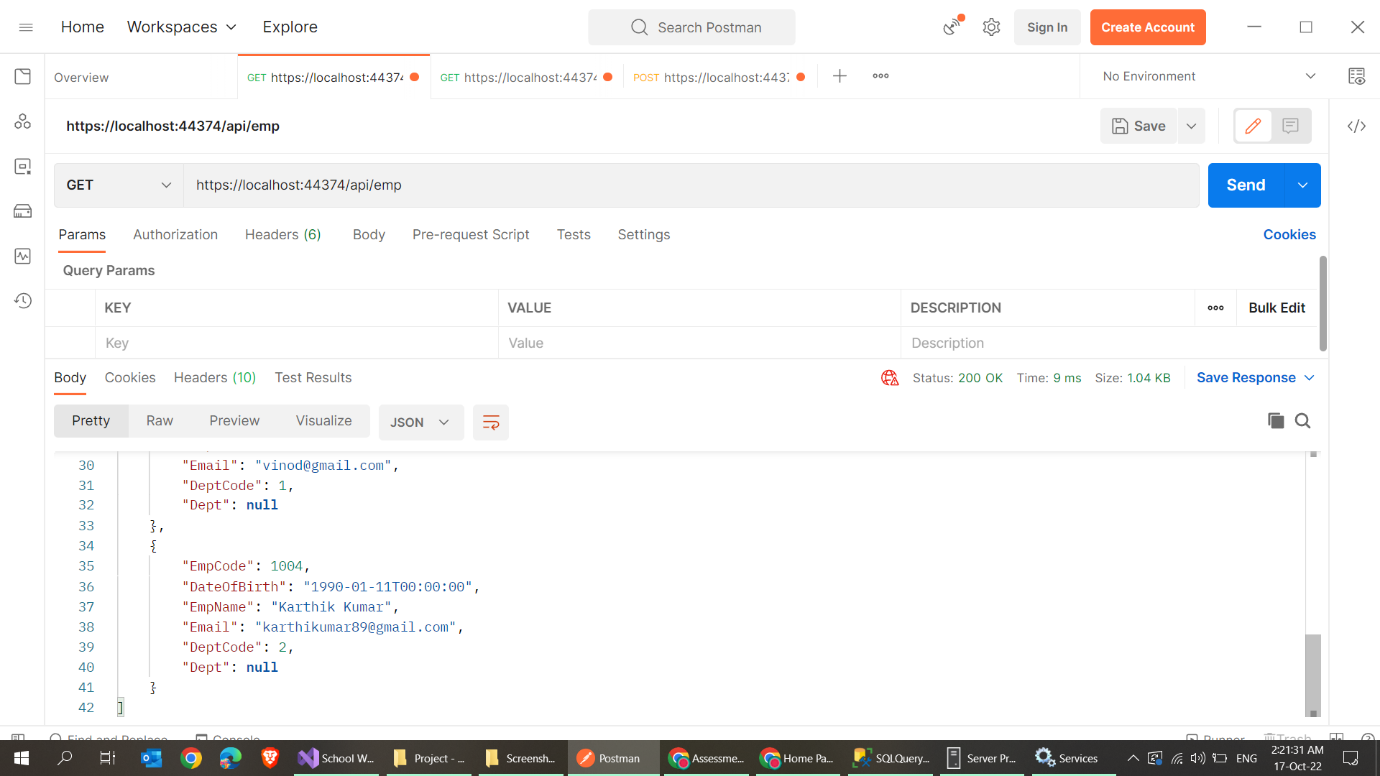 Home Workspaces Explore Search Postman Sign In Create Account
Overview GET https://localhost:44374 GET https://localhost:44374 POST https://localhost:443 No Environment
https://localhost:44374/api/emp Save
GET https://localhost:44374/api/emp Send
Params Authorization Headers (6) Body Pre-request Script Tests Settings Cookies
Query Params
KEY VALUE DESCRIPTION Bulk Edit
Key Value Description
Body Cookies Headers (10) Test Results Status: 200 OK Time: 9 ms Size: 1.04 KB Save Response
Pretty Raw Preview Visualize JSON
30 "Email": "vinod@gmail.com",
31 "DeptCode": 1,
32 "Dept": null
33 },
34 {
35 "EmpCode": 1004,
36 "DateOfBirth": "1990-01-11T00:00:00",
37 "EmpName": "Karthik Kumar",
38 "Email": "karthikumar89@gmail.com",
39 "DeptCode": 2,
40 "Dept": null
41 }
42 ]
Find and Replace Console Runner Trash
School W... Project - ... Screensh... Postman Assessme... Home Pa... SQLQuery... Server Pr... Services ENG 2:21:31 AM
17-Oct-22